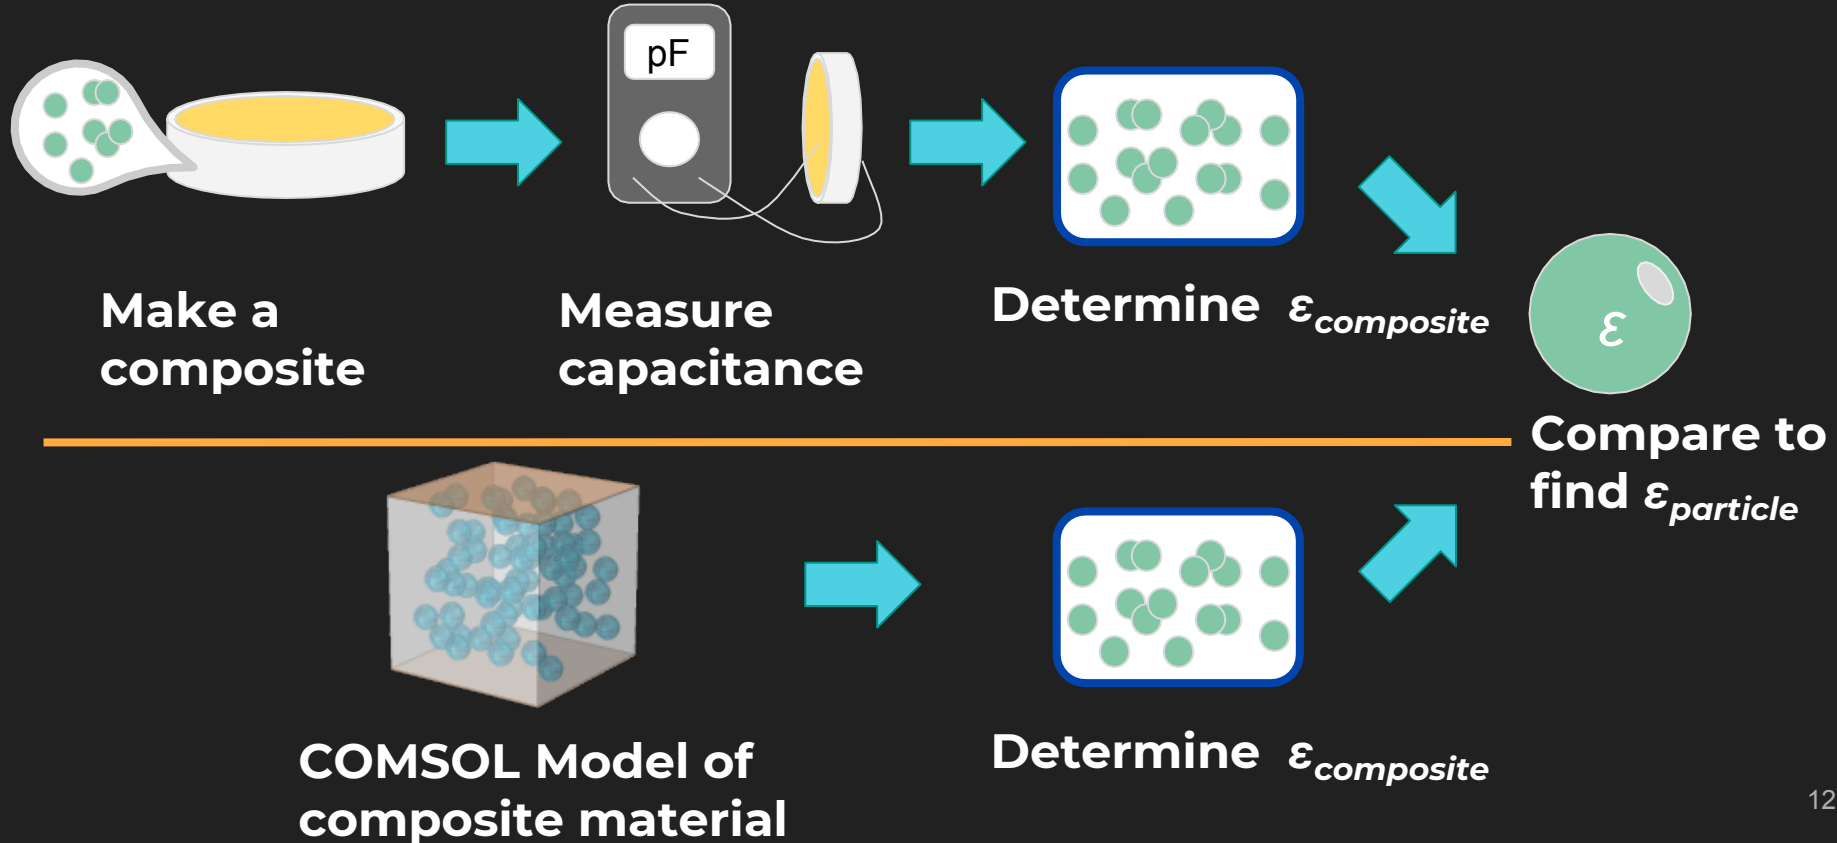 pF
Make a
composite
Measure
capacitance
Determine εcomposite
ε
Compare to
find εparticle
COMSOL Model of
composite material
Determine εcomposite
12